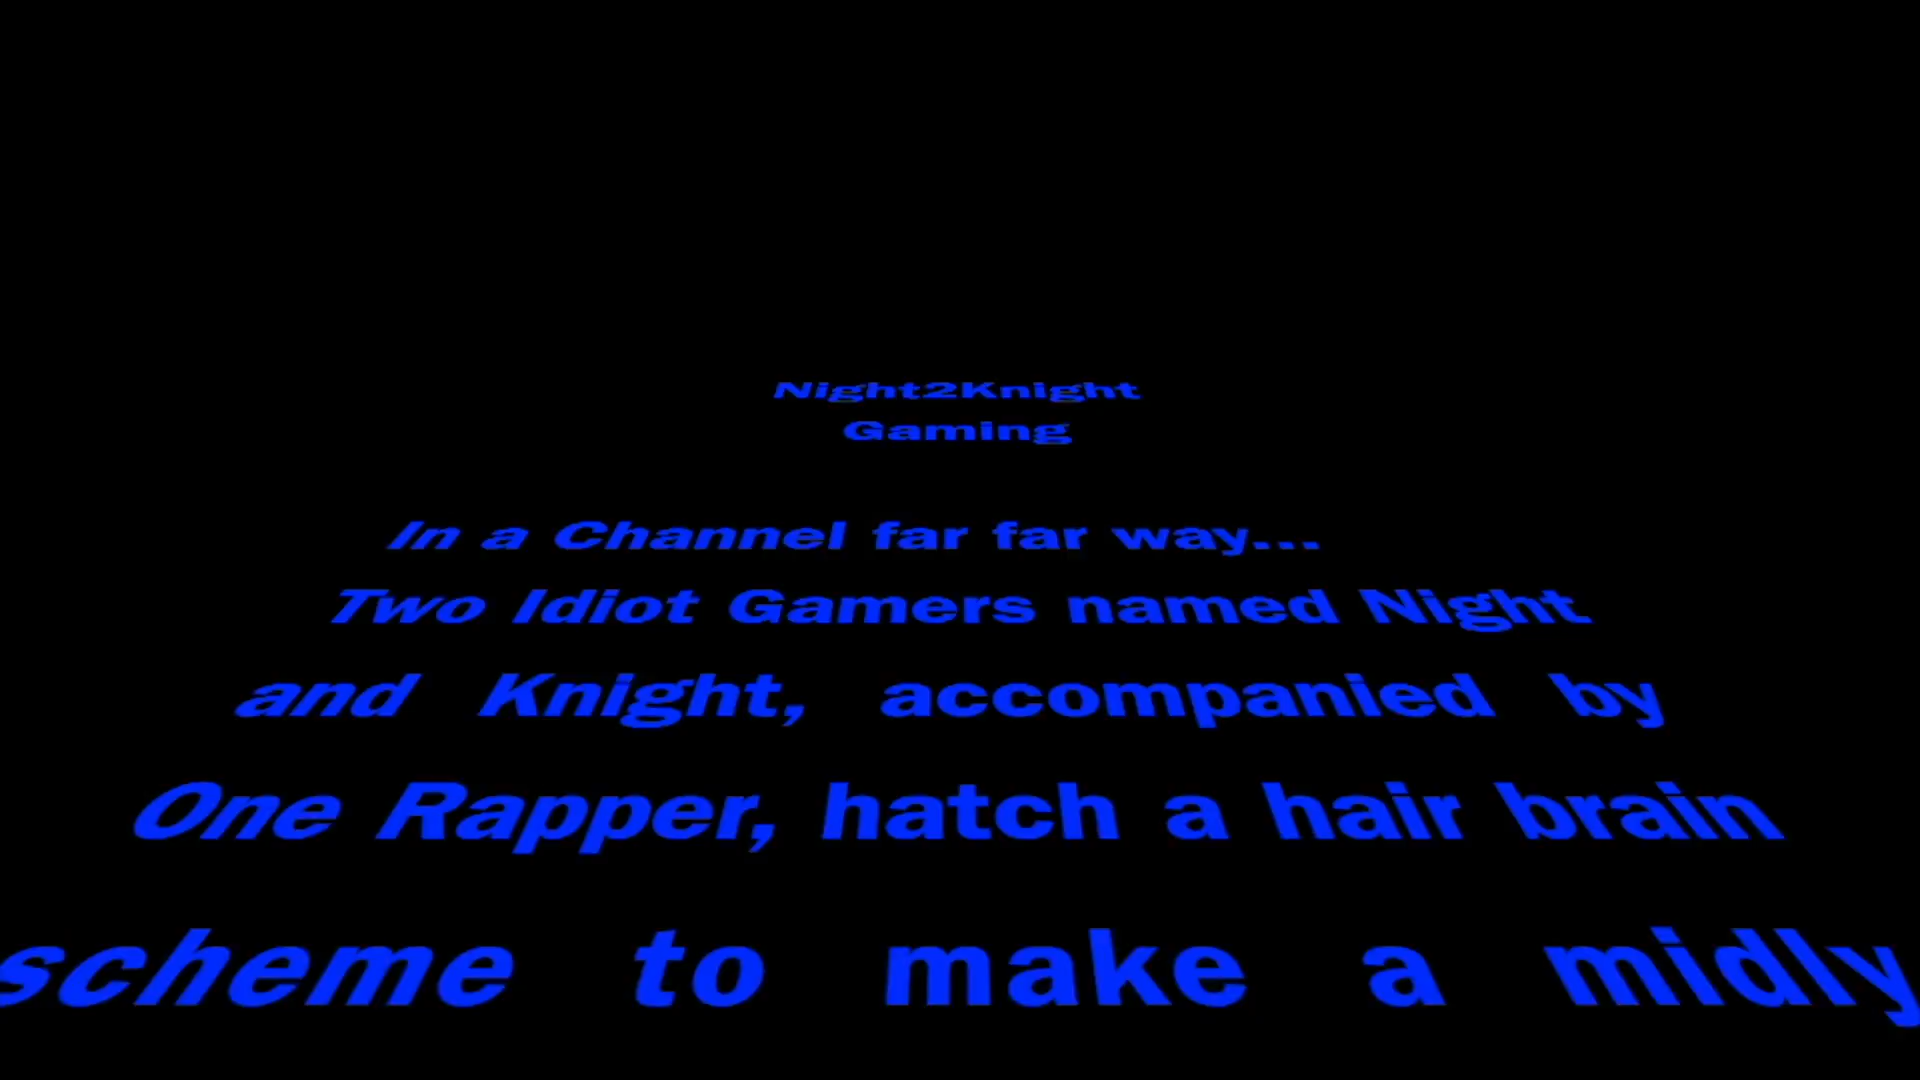 Night2Knight
Gaming
In a Channel far far way...
Two Idiot Gamers named Night
and Knight, accompanied by
One Rapper, hatch a hair brain
scheme to make a midly